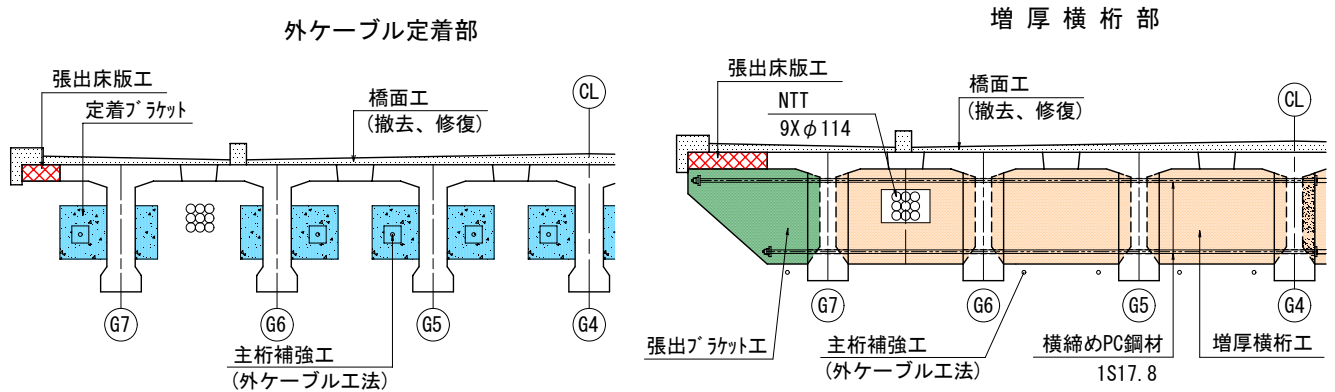 外ケーブル定着部
張出床版工
定着ブラケット
橋面工
(撤去、修復)
CL
G7
G6
G5
G4
主桁補強工
(外ケーブル工法)
増厚横桁部
張出床版工
NTT
9Xφ114
橋面工
(撤去、修復)
CL
G7
G6
G5
G4
張出ブラケット工
主桁補強工
(外ケーブル工法)
横締めPC鋼材
1S17.8
増厚横桁工